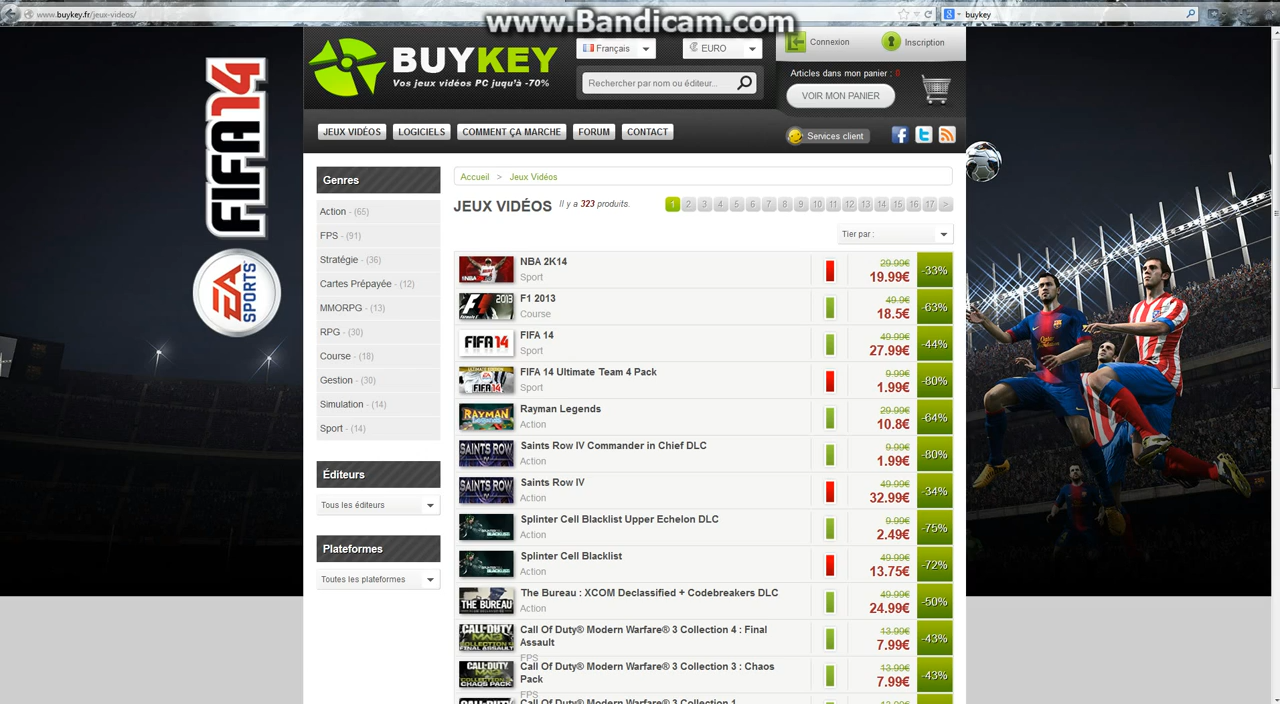 www.buykey.fr/jeux-videos/
buykey
www.Bandicam.com
BUYKEY
Vos jeux vidéos PC juqu'à -70%
Français
€ EURO
Connexion
Inscription
Rechercher par nom ou éditeur...
Articles dans mon panier : 0
VOIR MON PANIER
JEUX VIDÉOS
LOGICIELS
COMMENT ÇA MARCHE
FORUM
CONTACT
Services client
FIFA 14
EA SPORTS
Genres
Action - (65)
FPS - (91)
Stratégie - (36)
Cartes Prépayée - (12)
MMORPG - (13)
RPG - (30)
Course - (18)
Gestion - (30)
Simulation - (14)
Sport - (14)
Éditeurs
Tous les éditeurs
Plateformes
Toutes les plateformes
Accueil > Jeux Vidéos
JEUX VIDÉOS Il y a 323 produits.
1 2 3 4 5 6 7 8 9 10 11 12 13 14 15 16 17 >
Tier par :
NBA 2K14
Sport
29.99€
19.99€
-33%
F1 2013
Course
49.9€
18.5€
-63%
FIFA 14
Sport
49.99€
27.99€
-44%
FIFA 14 Ultimate Team 4 Pack
Sport
9.99€
1.99€
-80%
Rayman Legends
Action
29.99€
10.8€
-64%
Saints Row IV Commander in Chief DLC
Action
9.99€
1.99€
-80%
Saints Row IV
Action
49.99€
32.99€
-34%
Splinter Cell Blacklist Upper Echelon DLC
Action
9.99€
2.49€
-75%
Splinter Cell Blacklist
Action
49.99€
13.75€
-72%
The Bureau : XCOM Declassified + Codebreakers DLC
Action
49.99€
24.99€
-50%
Call Of Duty® Modern Warfare® 3 Collection 4 : Final
Assault
FPS
13.99€
7.99€
-43%
Call Of Duty® Modern Warfare® 3 Collection 3 : Chaos
Pack
FPS
13.99€
7.99€
-43%
Call Of Duty® Modern Warfare® 3 Collection 1
13.99€